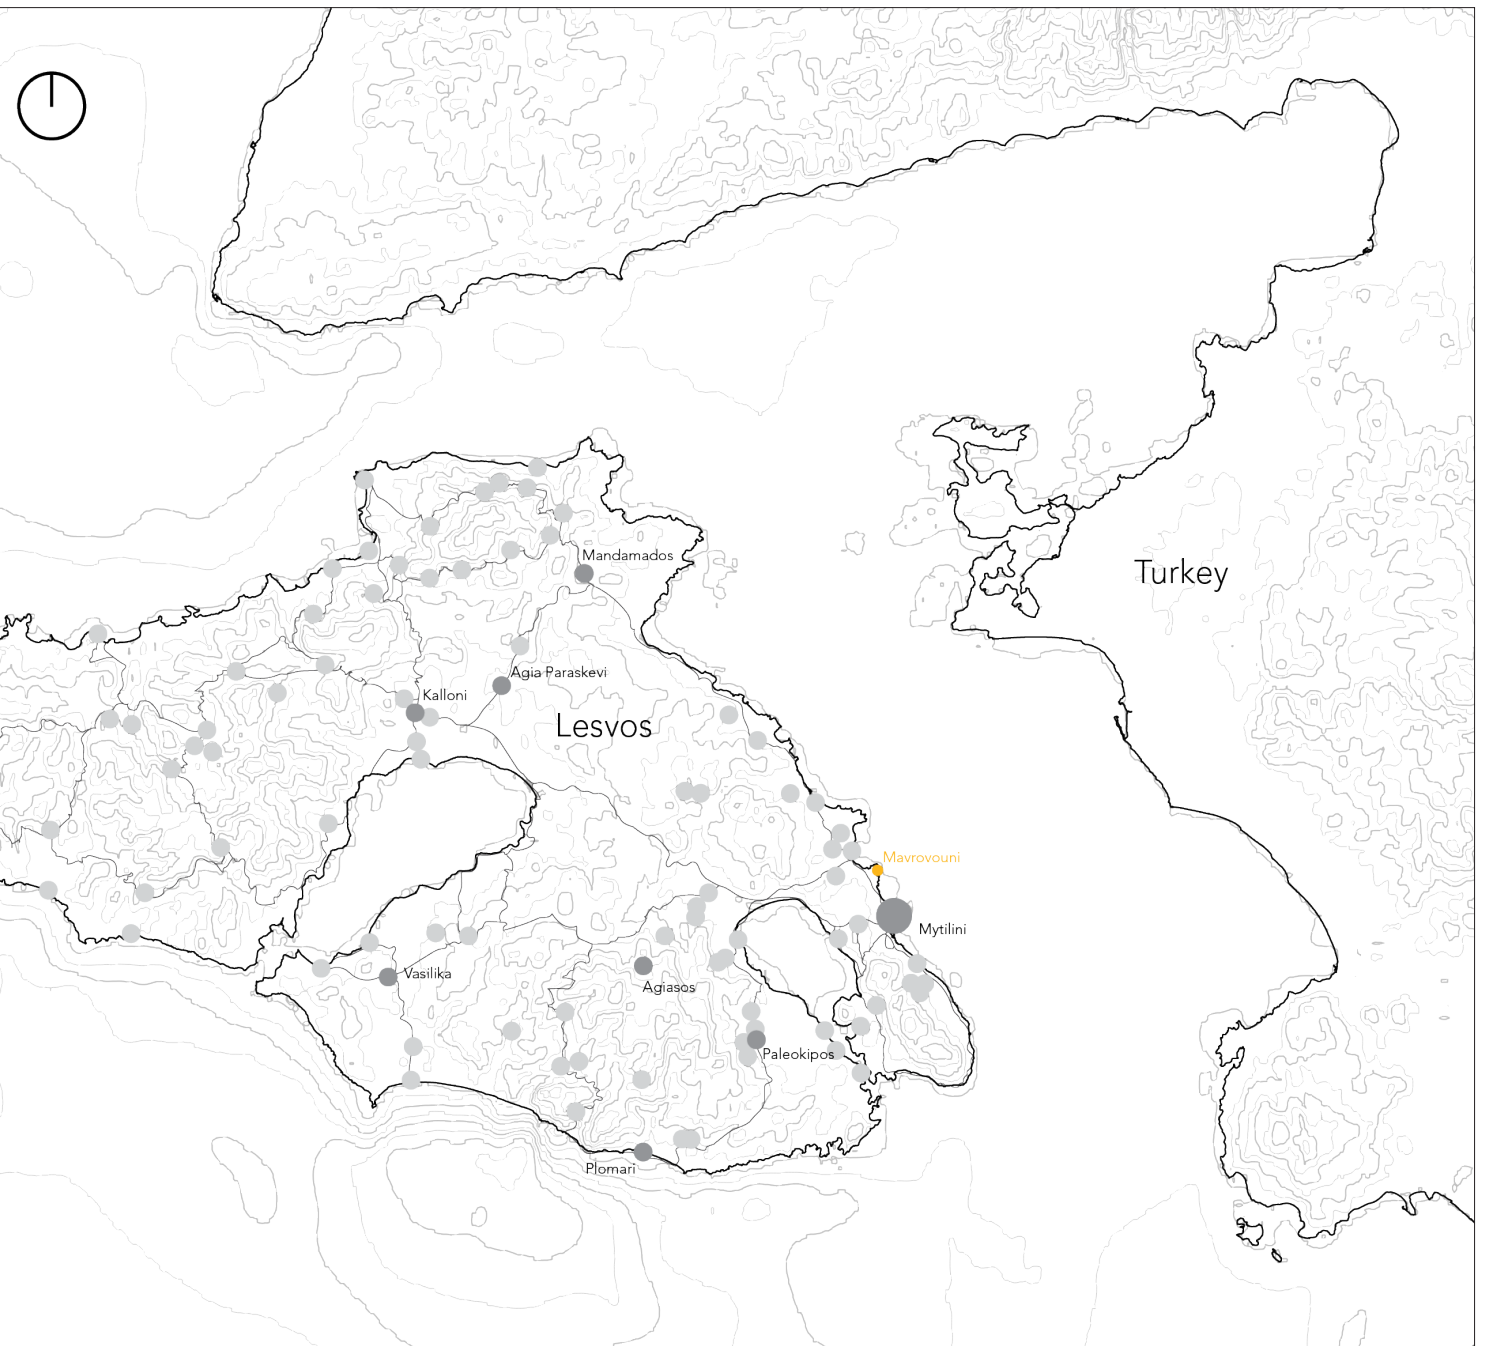 Mandamados
Turkey
Agia Paraskevi
Kalloni
Lesvos
Mavrovouni
Mytilini
Vasilika
Agiasos
Paleokipos
Plomari